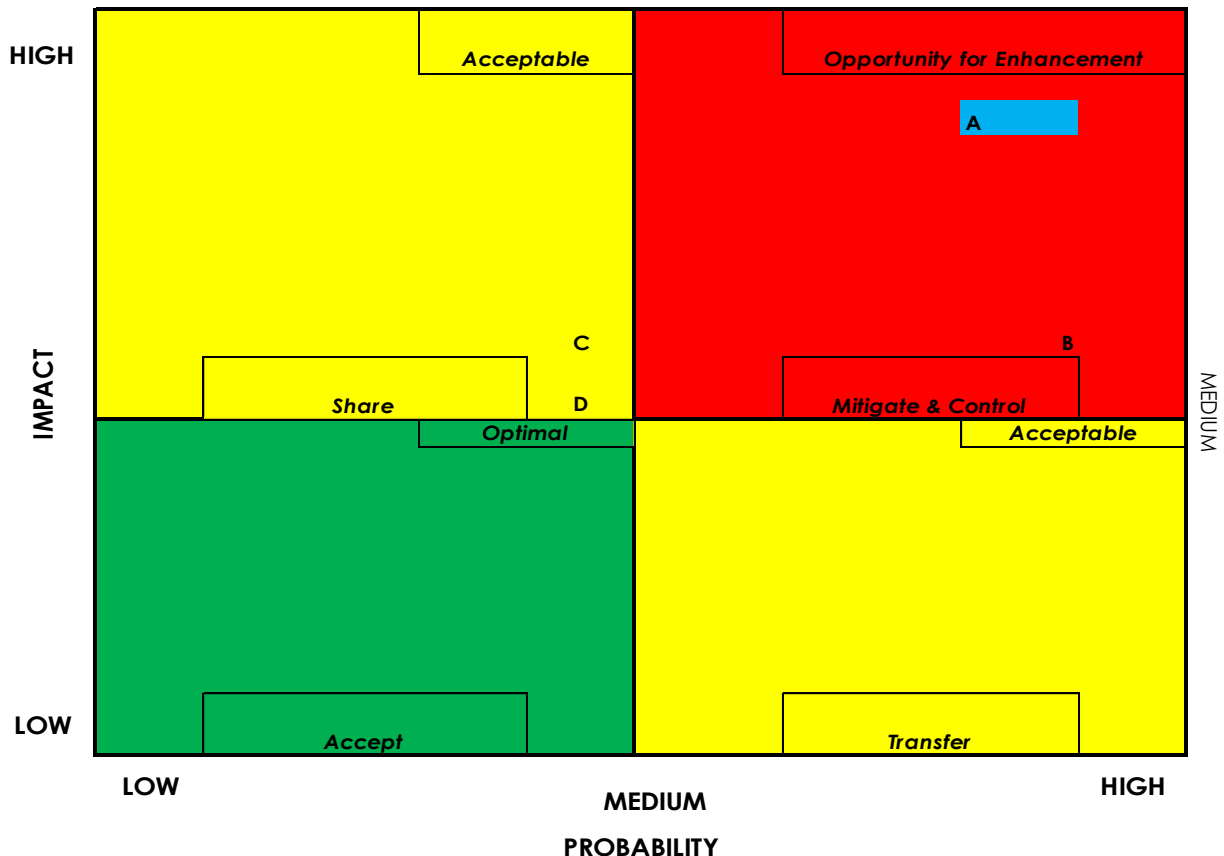 HIGH
Acceptable
Opportunity for Enhancement
A
IMPACT
C
B
Share
D
Mitigate & Control
MEDIUM
Optimal
Acceptable
LOW
Accept
Transfer
LOW
MEDIUM
HIGH
PROBABILITY